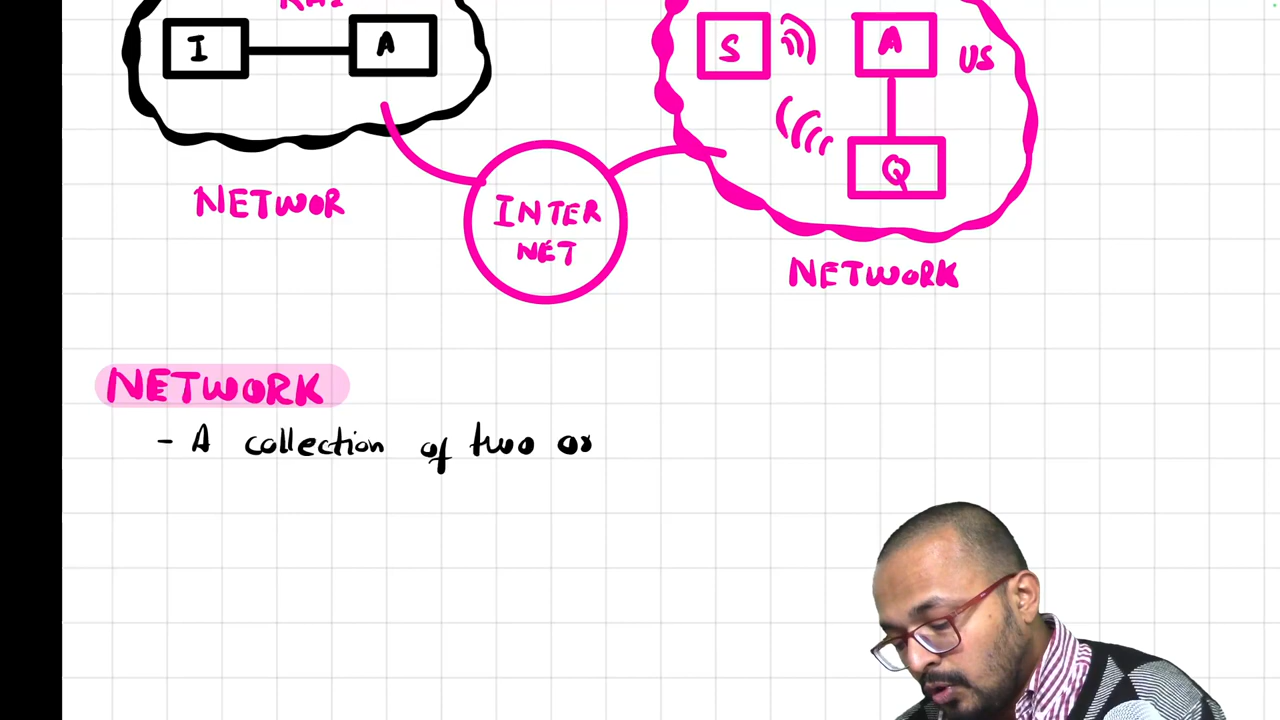 I
A
S
A
US
Q
NETWOR
INTER
NET
NETWORK
NETWORK
- A collection of two or